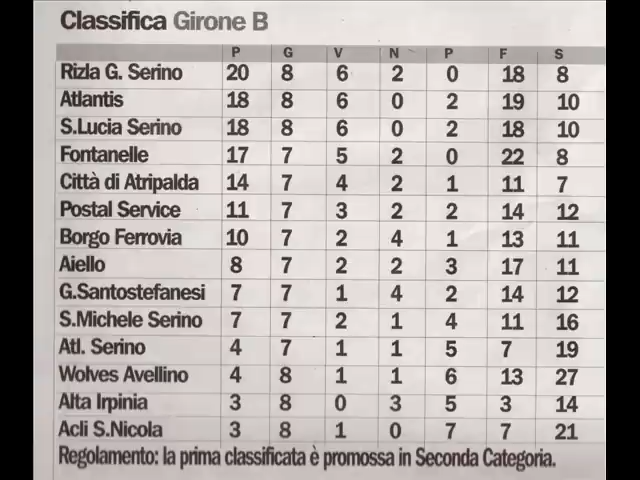 Classifica Girone B
P G V N P F S
Rizla G. Serino 20 8 6 2 0 18 8
Atlantis 18 8 6 0 2 19 10
S.Lucia Serino 18 8 6 0 2 18 10
Fontanelle 17 7 5 2 0 22 8
Città di Atripalda 14 7 4 2 1 11 7
Postal Service 11 7 3 2 2 14 12
Borgo Ferrovia 10 7 2 4 1 13 11
Aiello 8 7 2 2 3 17 11
G.Santostefanesi 7 7 1 4 2 14 12
S.Michele Serino 7 7 2 1 4 11 16
Atl. Serino 4 7 1 1 5 7 19
Wolves Avellino 4 8 1 1 6 13 27
Alta Irpinia 3 8 0 3 5 3 14
Acli S.Nicola 3 8 1 0 7 7 21
Regolamento: la prima classificata è promossa in Seconda Categoria.